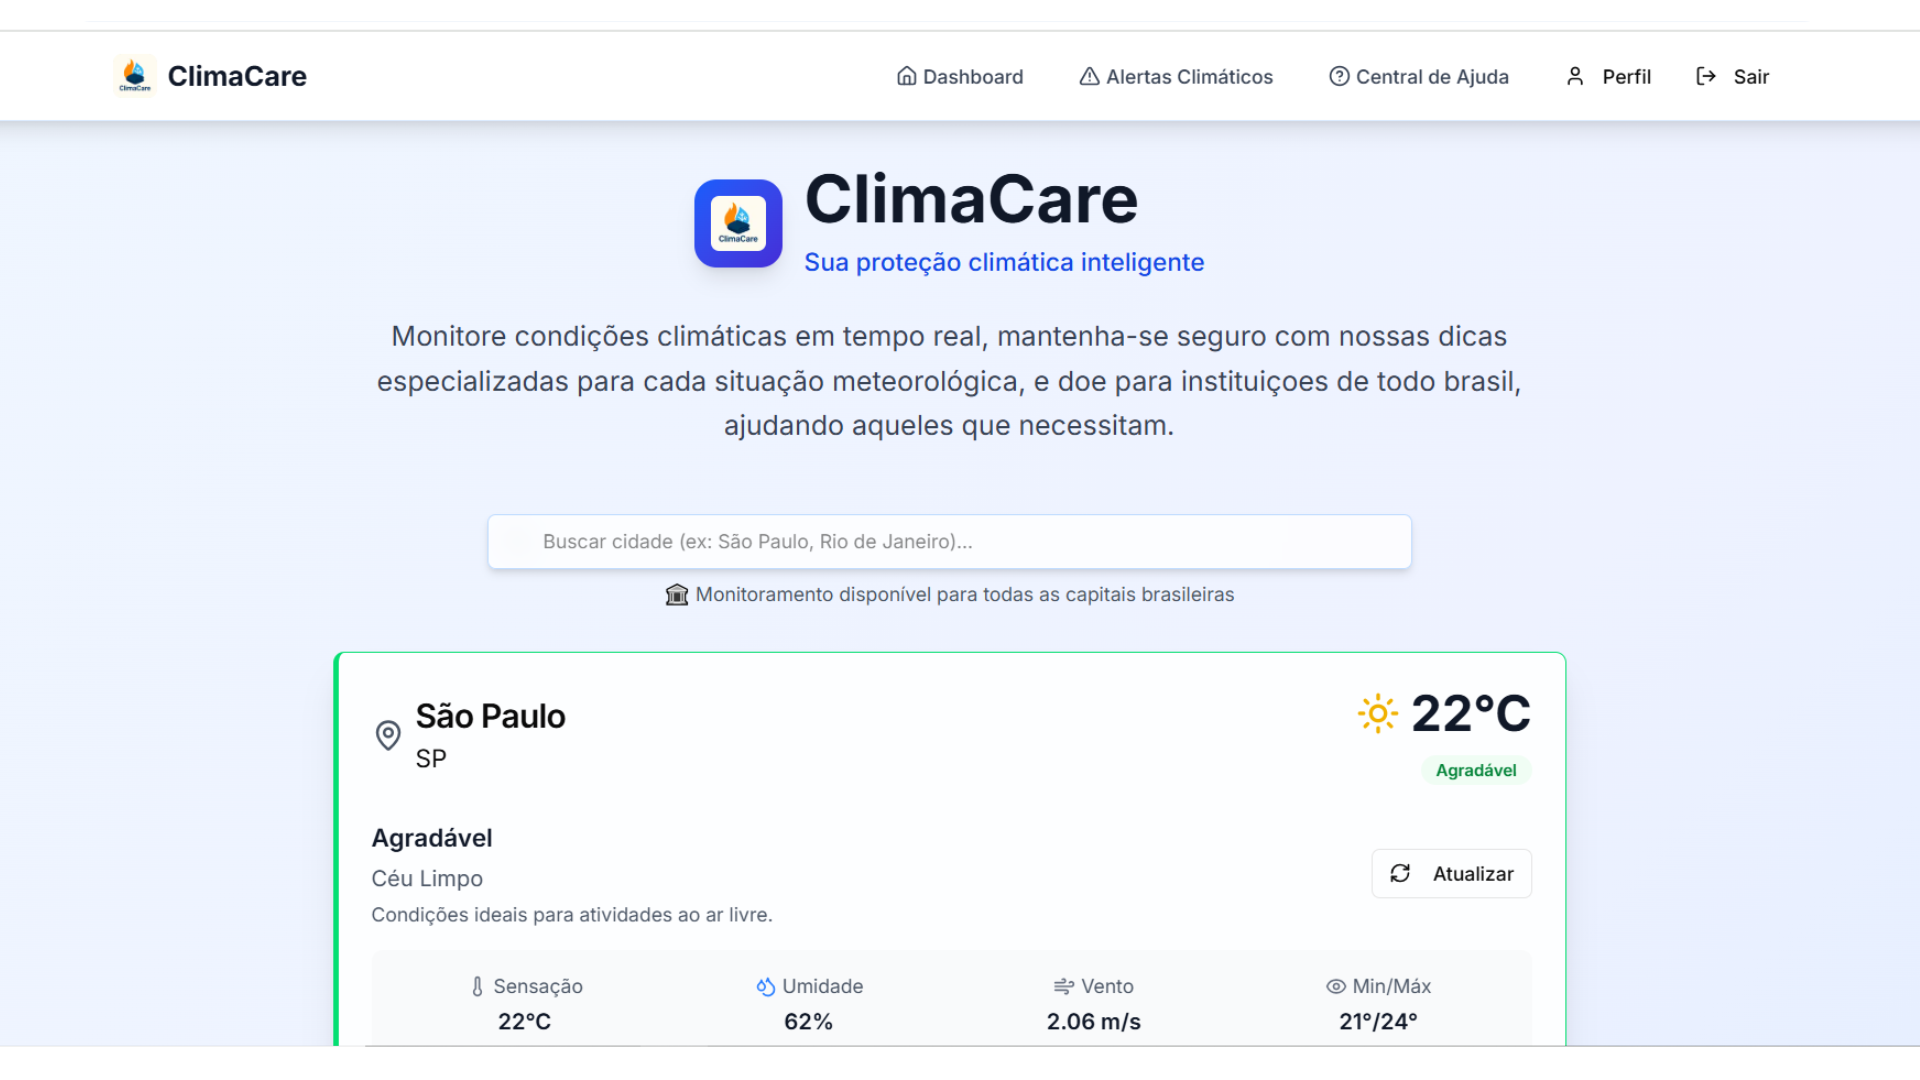 ClimaCare
ClimaCare
Dashboard
Alertas Climáticos
Central de Ajuda
Perfil
Sair
ClimaCare
ClimaCare
Sua proteção climática inteligente
Monitore condições climáticas em tempo real, mantenha-se seguro com nossas dicas
especializadas para cada situação meteorológica, e doe para instituiçoes de todo brasil,
ajudando aqueles que necessitam.
Buscar cidade (ex: São Paulo, Rio de Janeiro)...
Monitoramento disponível para todas as capitais brasileiras
São Paulo
SP
22°C
Agradável
Agradável
Céu Limpo
Condições ideais para atividades ao ar livre.
Atualizar
Sensação
22°C
Umidade
62%
Vento
2.06 m/s
Min/Máx
21°/24°